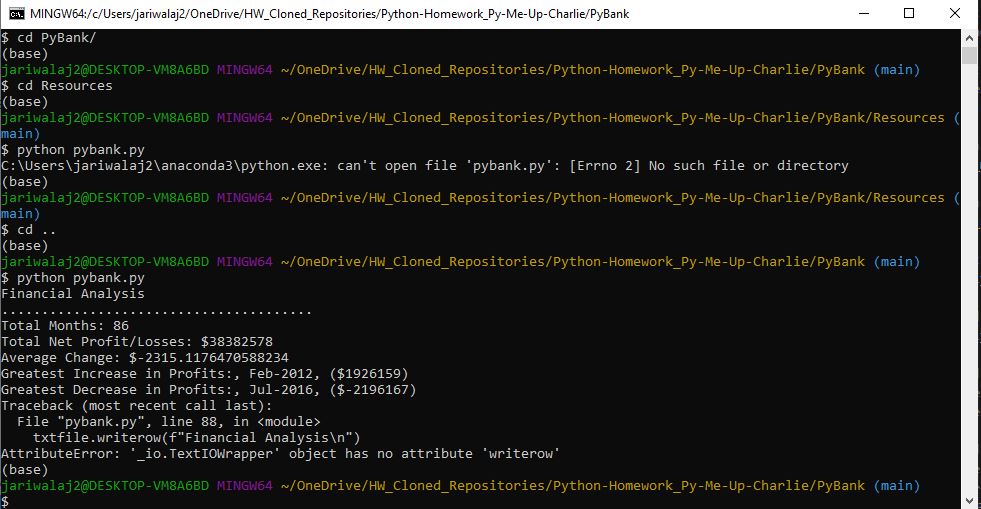 MINGW64:/c/Users/jariwalaj2/OneDrive/HW_Cloned_Repositories/Python-Homework_Py-Me-Up-Charlie/PyBank
$ cd PyBank/
(base)
jariwalaj2@DESKTOP-VM8A6BD MINGW64 ~/OneDrive/HW_Cloned_Repositories/Python-Homework_Py-Me-Up-Charlie/PyBank (main)
$ cd Resources
(base)
jariwalaj2@DESKTOP-VM8A6BD MINGW64 ~/OneDrive/HW_Cloned_Repositories/Python-Homework_Py-Me-Up-Charlie/PyBank/Resources (
main)
$ python pybank.py
C:\Users\jariwalaj2\anaconda3\python.exe: can't open file 'pybank.py': [Errno 2] No such file or directory
(base)
jariwalaj2@DESKTOP-VM8A6BD MINGW64 ~/OneDrive/HW_Cloned_Repositories/Python-Homework_Py-Me-Up-Charlie/PyBank/Resources (
main)
$ cd ..
(base)
jariwalaj2@DESKTOP-VM8A6BD MINGW64 ~/OneDrive/HW_Cloned_Repositories/Python-Homework_Py-Me-Up-Charlie/PyBank (main)
$ python pybank.py
Financial Analysis
.......................................
Total Months: 86
Total Net Profit/Losses: $38382578
Average Change: $-2315.1176470588234
Greatest Increase in Profits:, Feb-2012, ($1926159)
Greatest Decrease in Profits:, Jul-2016, ($-2196167)
Traceback (most recent call last):
  File "pybank.py", line 88, in <module>
    txtfile.writerow(f"Financial Analysis\n")
AttributeError: '_io.TextIOWrapper' object has no attribute 'writerow'
(base)
jariwalaj2@DESKTOP-VM8A6BD MINGW64 ~/OneDrive/HW_Cloned_Repositories/Python-Homework_Py-Me-Up-Charlie/PyBank (main)
$